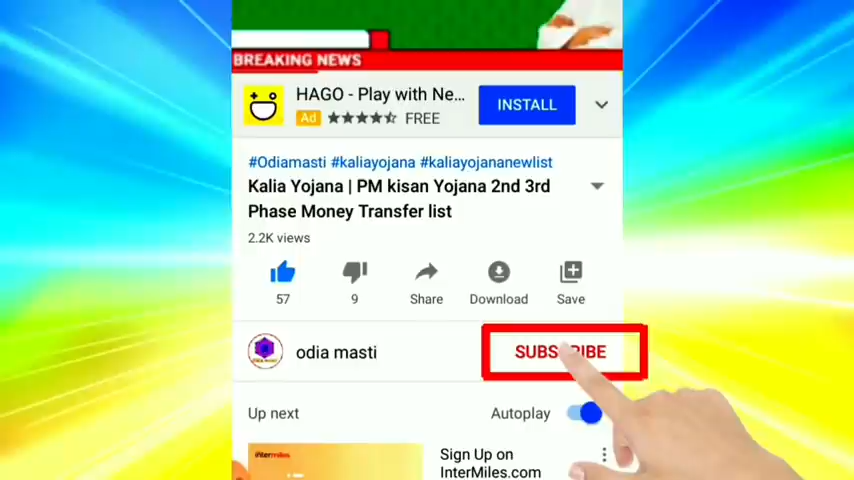 BREAKING NEWS
HAGO - Play with Ne...
Ad FREE
INSTALL
#Odiamasti #kaliayojana #kaliayojananewlist
Kalia Yojana | PM kisan Yojana 2nd 3rd
Phase Money Transfer list
2.2K views
57 9 Share Download Save
odia masti SUBSCRIBE
Up next Autoplay
intermiles
Sign Up on
InterMiles.com